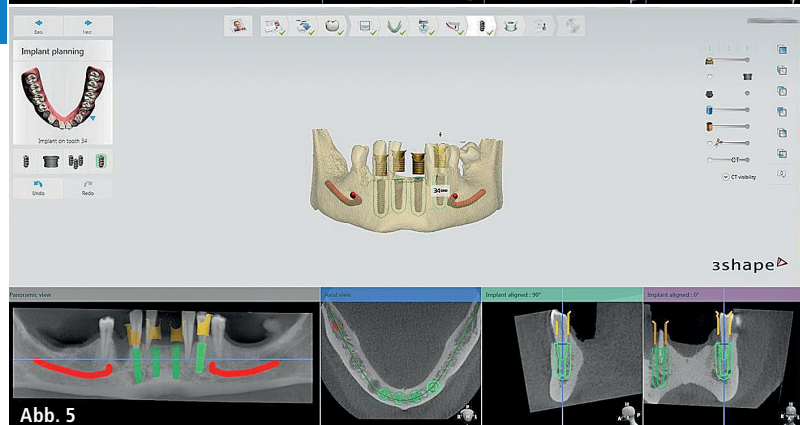 Back
Next
Implant planning
Implant on tooth 34
Undo
Redo
34
CT
CT visibility
3shape
Panoramic view
Axial view
Implant aligned : 90°
Implant aligned : 0°
Abb. 5